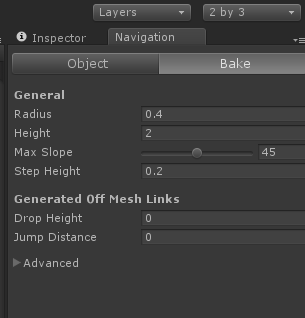 Layers 2 by 3
Inspector Navigation
Object Bake
General
Radius 0.4
Height 2
Max Slope 45
Step Height 0.2
Generated Off Mesh Links
Drop Height 0
Jump Distance 0
Advanced